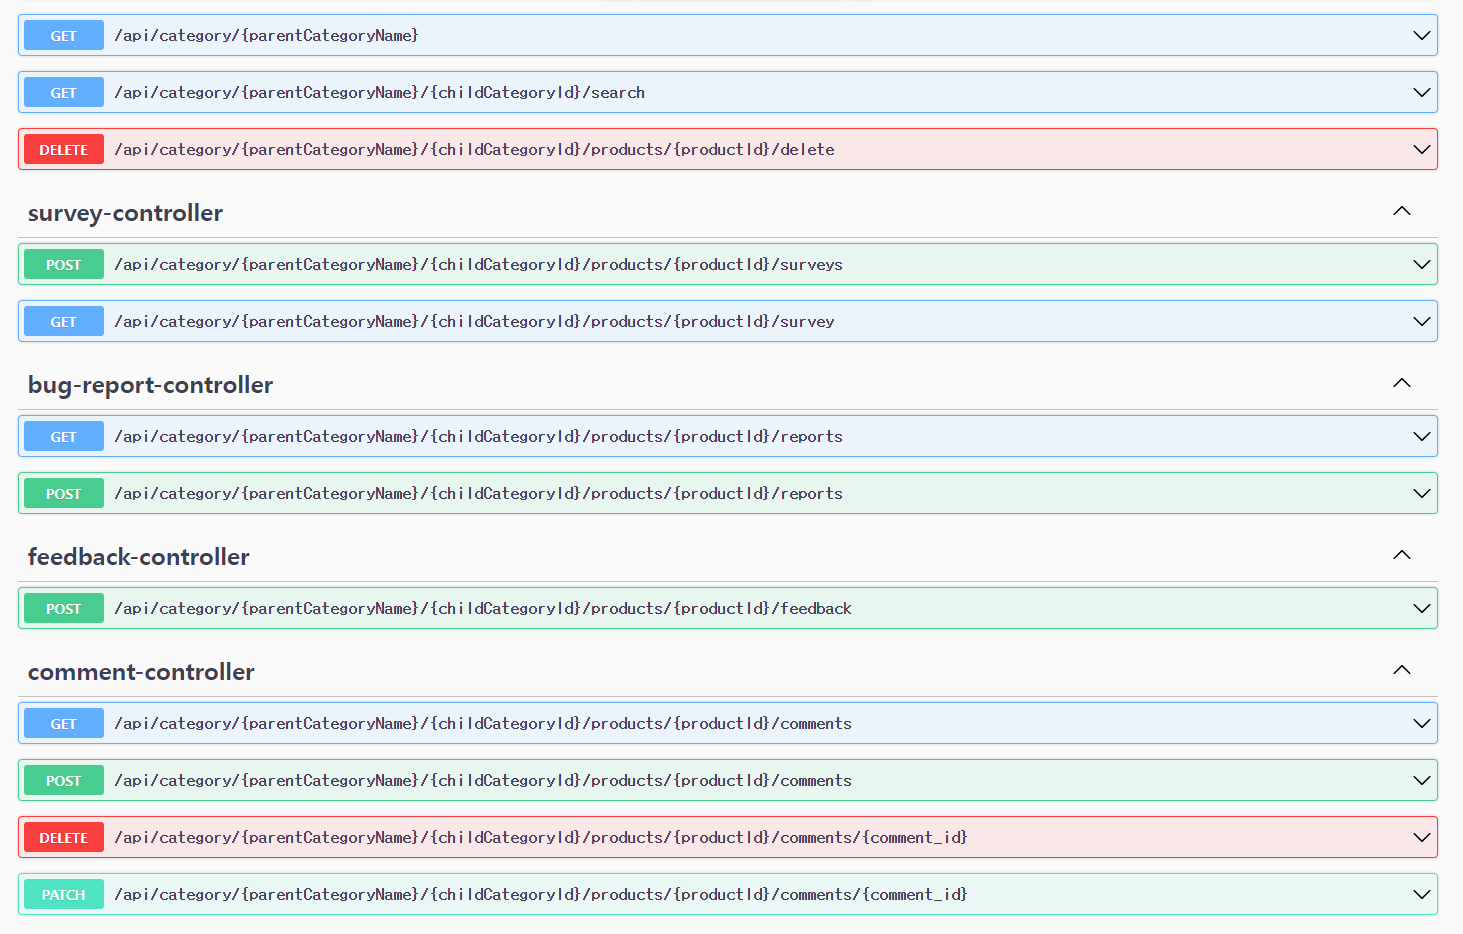 GET /api/category/{parentCategoryName}
GET /api/category/{parentCategoryName}/{childCategoryId}/search
DELETE /api/category/{parentCategoryName}/{childCategoryId}/products/{productId}/delete
survey-controller
POST /api/category/{parentCategoryName}/{childCategoryId}/products/{productId}/surveys
GET /api/category/{parentCategoryName}/{childCategoryId}/products/{productId}/survey
bug-report-controller
GET /api/category/{parentCategoryName}/{childCategoryId}/products/{productId}/reports
POST /api/category/{parentCategoryName}/{childCategoryId}/products/{productId}/reports
feedback-controller
POST /api/category/{parentCategoryName}/{childCategoryId}/products/{productId}/feedback
comment-controller
GET /api/category/{parentCategoryName}/{childCategoryId}/products/{productId}/comments
POST /api/category/{parentCategoryName}/{childCategoryId}/products/{productId}/comments
DELETE /api/category/{parentCategoryName}/{childCategoryId}/products/{productId}/comments/{comment_id}
PATCH /api/category/{parentCategoryName}/{childCategoryId}/products/{productId}/comments/{comment_id}